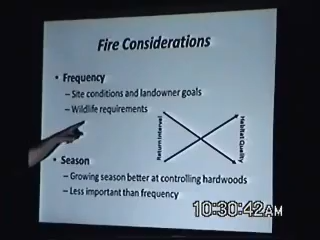 Fire Considerations
• Frequency
– Site conditions and landowner goals
– Wildlife requirements
Return Interval
Habitat Quality
• Season
– Growing season better at controlling hardwoods
– Less important than frequency
10:30:42AM